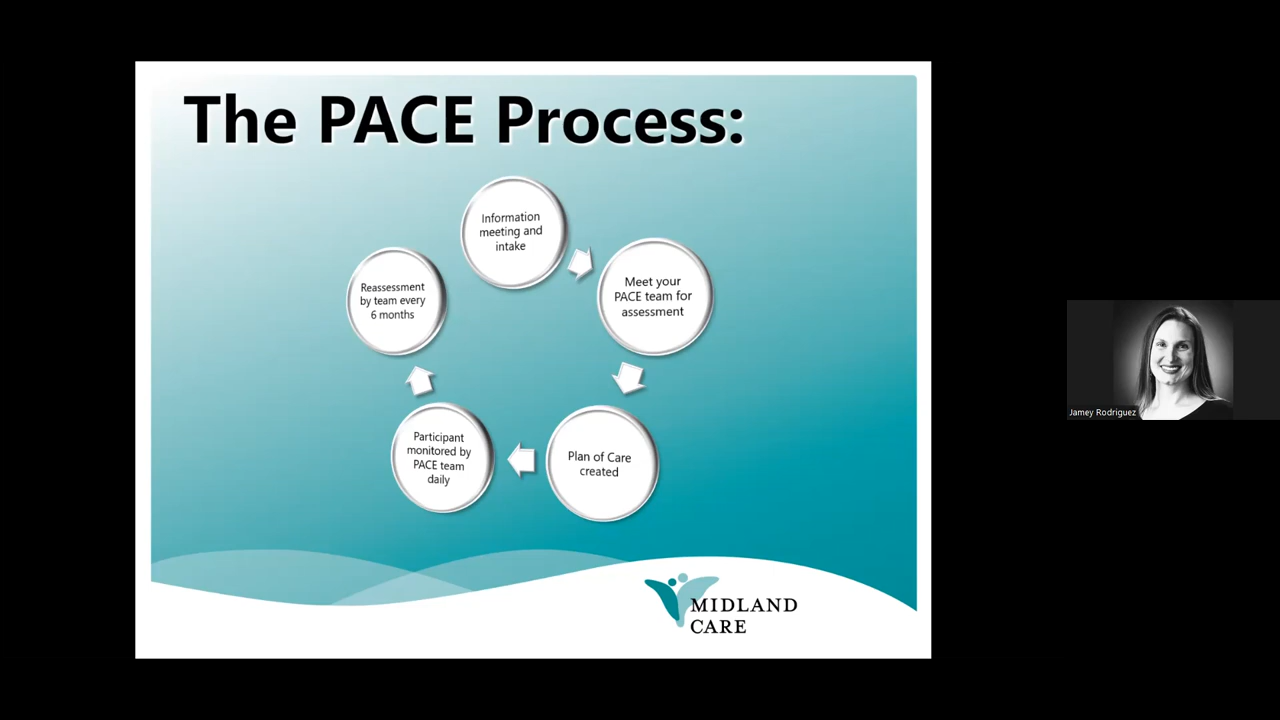 The PACE Process:
Information
meeting and
intake
Meet your
PACE team for
assessment
Plan of Care
created
Participant
monitored by
PACE team
daily
Reassessment
by team every
6 months
MIDLAND
CARE
Jamey Rodriguez